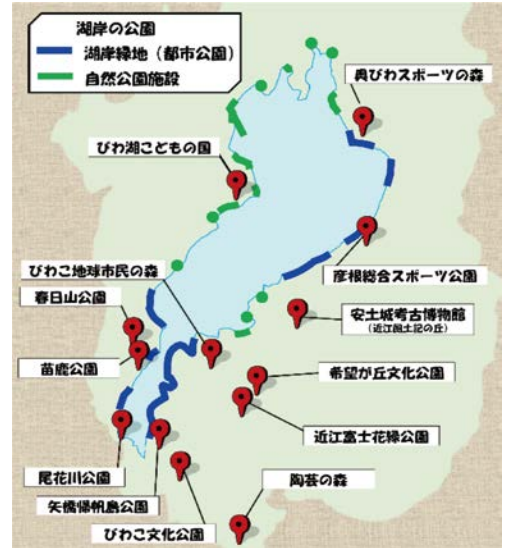 湖岸の公園
湖岸緑地(都市公園)
自然公園施設
奥びわスポーツの森
びわ湖こどもの国
びわこ地球市民の森
春日山公園
苗鹿公園
彦根総合スポーツ公園
安土城考古博物館
(近江風土記の丘)
希望が丘文化公園
近江富士花緑公園
尾花川公園
矢橋帰帆島公園
びわこ文化公園
陶芸の森